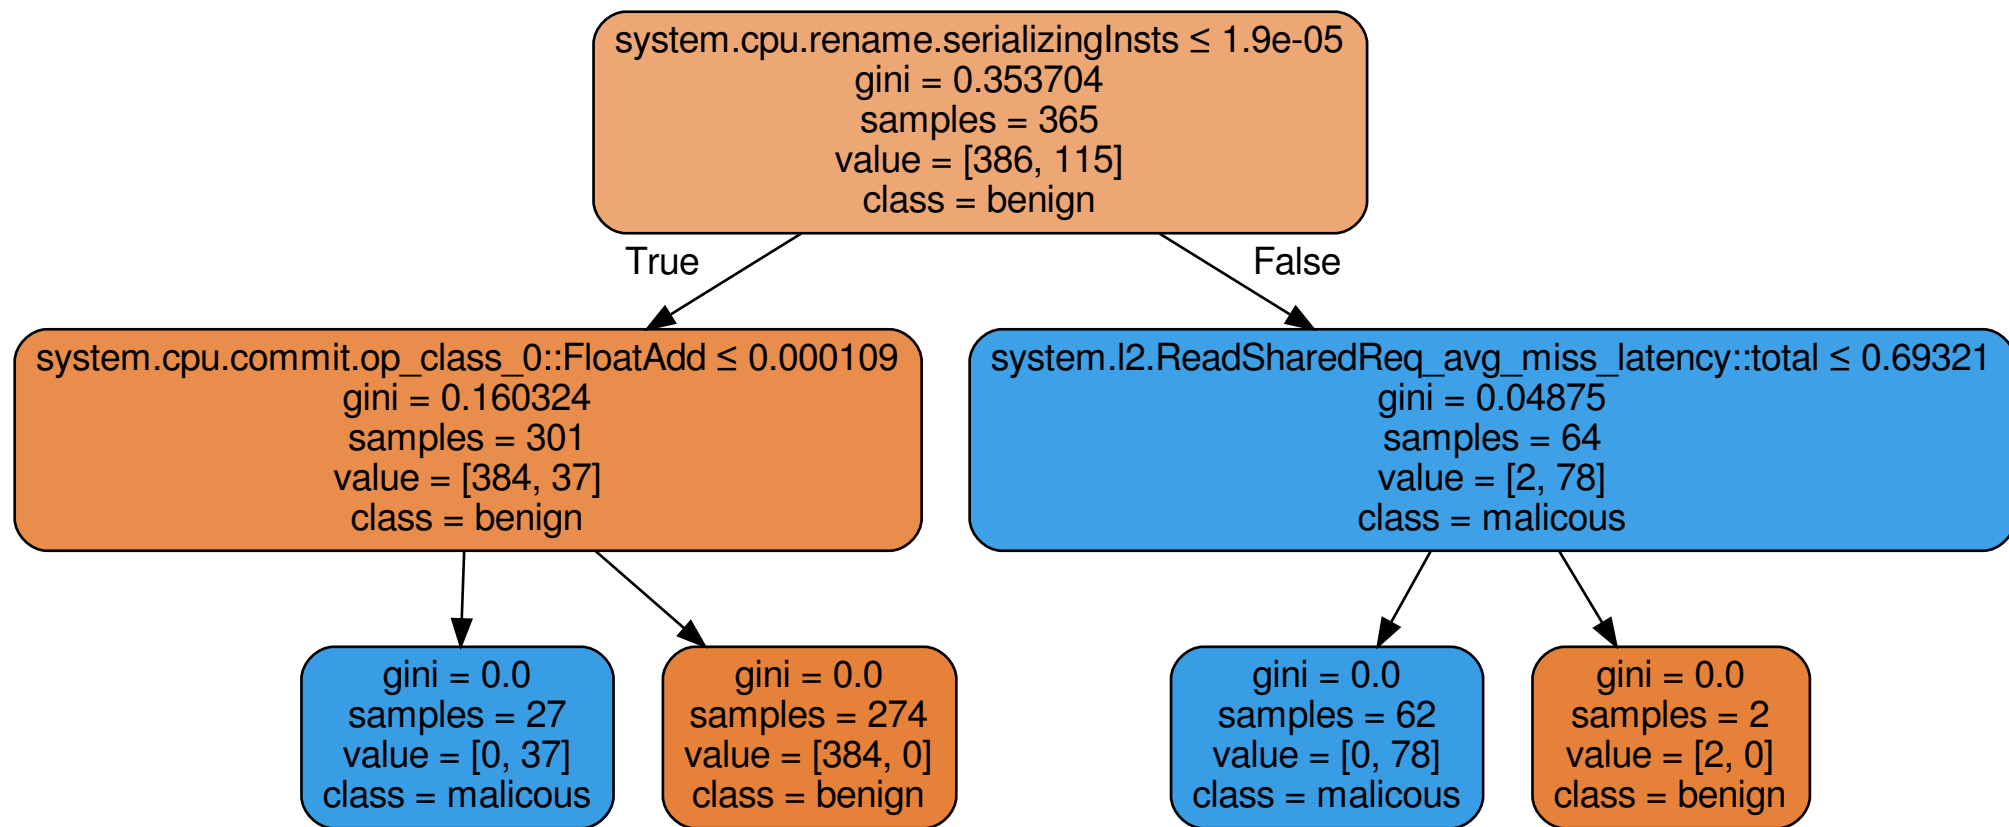 system.cpu.rename.serializingInsts ≤ 1.9e-05
gini = 0.353704
samples = 365
value = [386, 115]
class = benign
True
False
system.cpu.commit.op_class_0::FloatAdd ≤ 0.000109
gini = 0.160324
samples = 301
value = [384, 37]
class = benign
system.l2.ReadSharedReq_avg_miss_latency::total ≤ 0.69321
gini = 0.04875
samples = 64
value = [2, 78]
class = malicous
gini = 0.0
samples = 27
value = [0, 37]
class = malicous
gini = 0.0
samples = 274
value = [384, 0]
class = benign
gini = 0.0
samples = 62
value = [0, 78]
class = malicous
gini = 0.0
samples = 2
value = [2, 0]
class = benign